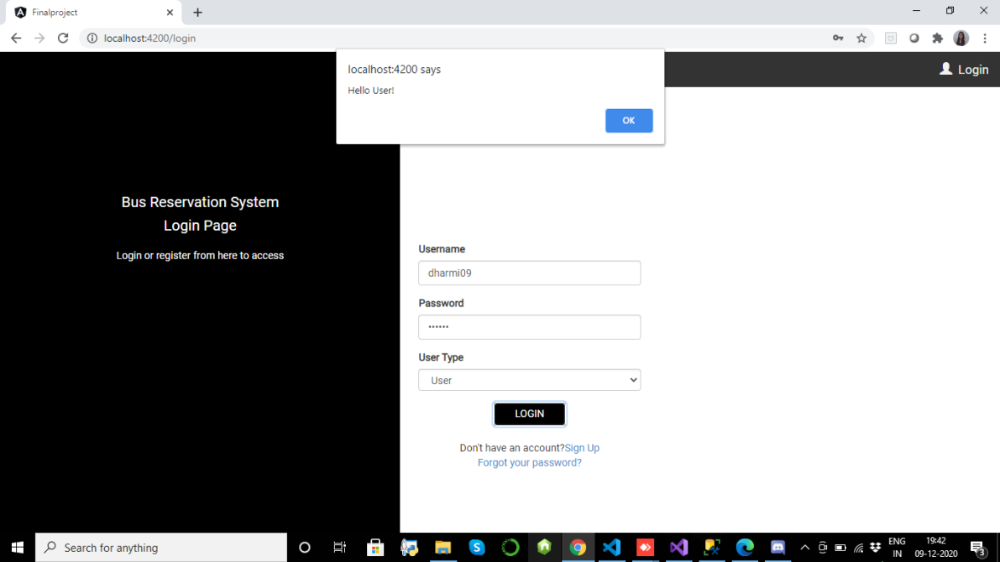 Finalproject
localhost:4200/login
localhost:4200 says
Hello User!
OK
Login
Bus Reservation System
Login Page
Login or register from here to access
Username
dharmi09
Password
••••••
User Type
User
LOGIN
Don't have an account?Sign Up
Forgot your password?
Search for anything
ENG
IN
19:42
09-12-2020
3